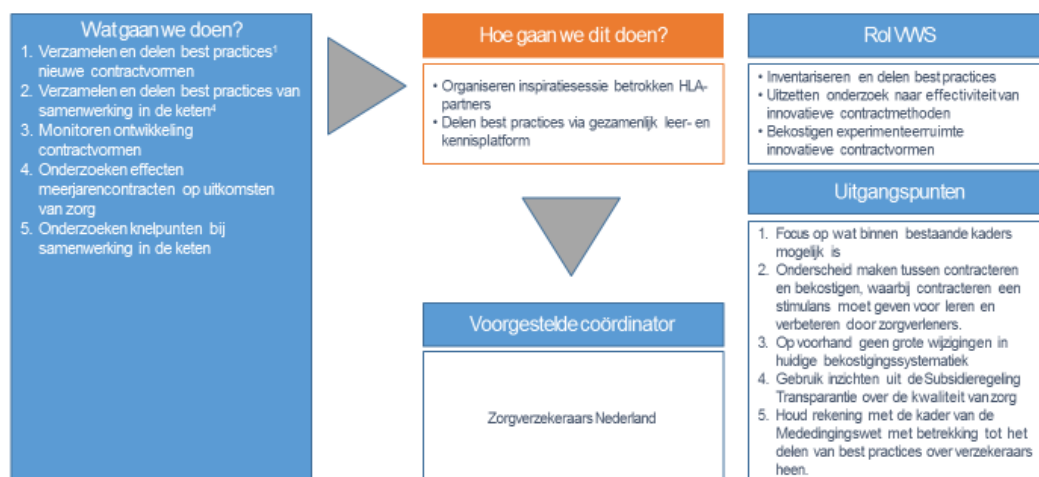 Wat gaan we doen?
1. Verzamelen en delen best practices¹
nieuwe contractvormen
2. Verzamelen en delen best practices van
samenwerking in de keten⁴
3. Monitoren ontwikkeling
contractvormen
4. Onderzoeken effecten
meerjarencontracten op uitkomsten
van zorg
5. Onderzoeken knelpunten bij
samenwerking in de keten
Hoe gaan we dit doen?
• Organiseren inspiratiesessie betrokken HLA-
partners
• Delen best practices via gezamenlijk leer- en
kennisplatform
Voorgestelde coördinator
Zorgverzekeraars Nederland
Rol VWS
• Inventariseren en delen best practices
• Uitzetten onderzoek naar effectiviteit van
innovatieve contractmethoden
• Bekostigen experimenteerruimte
innovatieve contractvormen
Uitgangspunten
1. Focus op wat binnen bestaande kaders
mogelijk is
2. Onderscheid maken tussen contracteren
en bekostigen, waarbij contracteren een
stimulans moet geven voor leren en
verbeteren door zorgverleners.
3. Op voorhand geen grote wijzigingen in
huidige bekostigingssystematiek
4. Gebruik inzichten uit de Subsidieregeling
Transparantie over de kwaliteit van zorg
5. Houd rekening met de kader van de
Mededingingswet met betrekking tot het
delen van best practices over verzekeraars
heen.